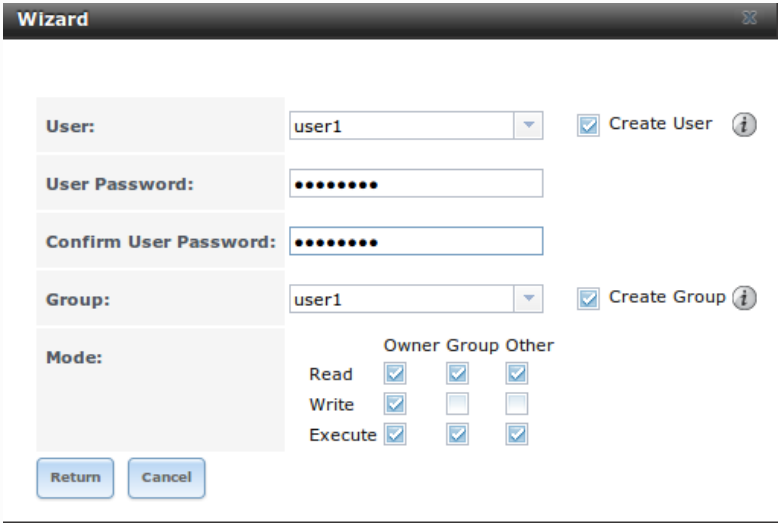 Wizard
User: user1 Create User i
User Password: ••••••••
Confirm User Password: ••••••••
Group: user1 Create Group i
Mode: Owner Group Other
Read
Write
Execute
Return Cancel